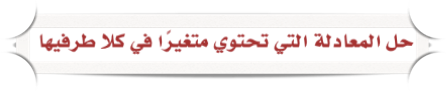 حل المعادلة التي تحتوي متغيرًا في كلا طرفيها